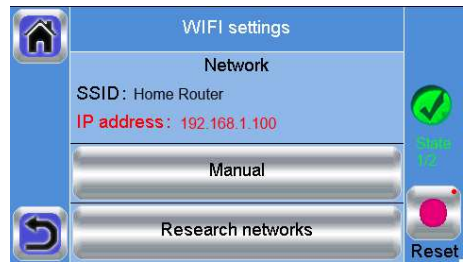 WIFI settings
Network
SSID: Home Router
IP address: 192.168.1.100
Manual
Research networks
State
1/2
Reset